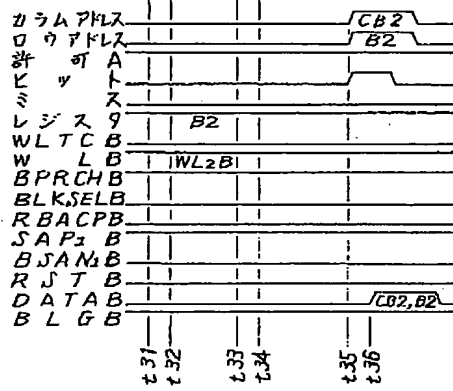 カラムアドレス CB2
ロウアドレス B2
許可A
ヒット
ミス
レジスタ B2
WLTCB
WLB WL2B
BPRCHB
BLKSELB
RBACPB
SAP2B
BSAN2B
RSTB
DATAB CB2,B2
BLGB
t31 t32 t33 t34 t35 t36